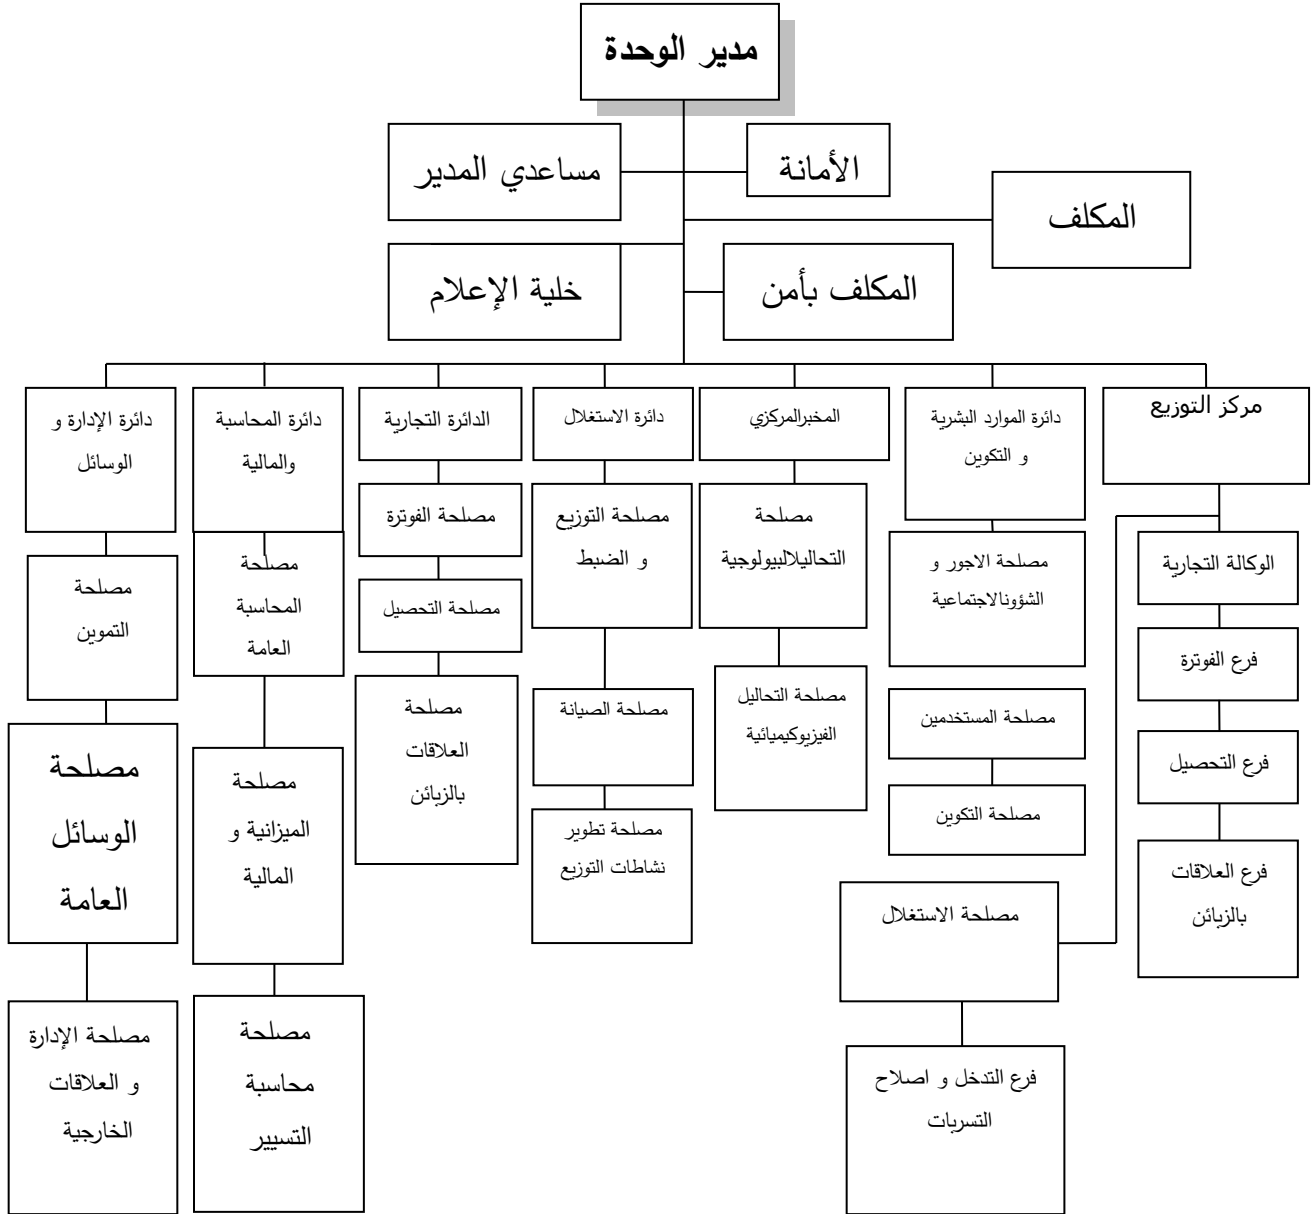 مدير الوحدة
الأمانة
مساعدي المدير
المكلف
المكلف بأمن
خلية الإعلام
مركز التوزيع
دائرة الموارد البشرية
و التكوين
المخبرالمركزي
دائرة الاستغلال
الدائرة التجارية
دائرة المحاسبة
والمالية
دائرة الإدارة و
الوسائل
الوكالة التجارية
فرع الفوترة
فرع التحصيل
فرع العلاقات
بالزبائن
مصلحة الاستغلال
فرع التدخل و اصلاح
التسربات
مصلحة الاجور و
الشؤونالاجتماعية
مصلحة المستخدمين
مصلحة التكوين
مصلحة
التحاليلالبيولوجية
مصلحة التحاليل
الفيزيوكيميائية
مصلحة التوزيع
و الضبط
مصلحة الصيانة
مصلحة تطوير
نشاطات التوزيع
مصلحة الفوترة
مصلحة التحصيل
مصلحة
العلاقات
بالزبائن
مصلحة
المحاسبة
العامة
مصلحة
الميزانية و
المالية
مصلحة
محاسبة
التسيير
مصلحة
التموين
مصلحة
الوسائل
العامة
مصلحة الإدارة
و العلاقات
الخارجية